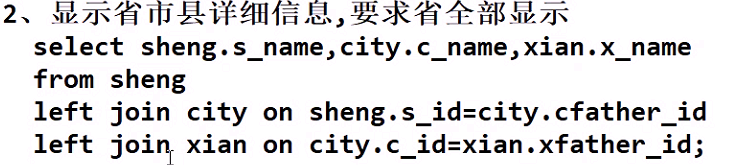 2、显示省市县详细信息,要求省全部显示
select sheng.s_name,city.c_name,xian.x_name
from sheng
left join city on sheng.s_id=city.cfather_id
left join xian on city.c_id=xian.xfather_id;